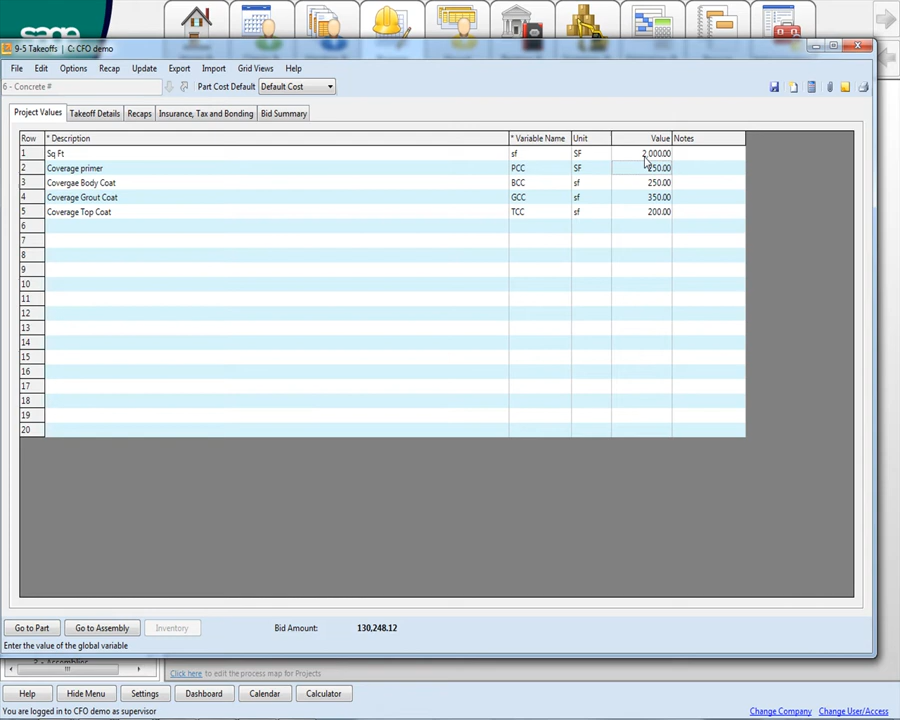 sage
9-5 Takeoffs | C: CFO demo
File Edit Options Recap Update Export Import Grid Views Help
6 - Concrete # Part Cost Default Default Cost
Project Values Takeoff Details Recaps Insurance, Tax and Bonding Bid Summary
Row * Description * Variable Name Unit Value Notes
1 Sq Ft sf SF 2,000.00
2 Coverage primer PCC SF 250.00
3 Covergae Body Coat BCC sf 250.00
4 Coverage Grout Coat GCC sf 350.00
5 Coverage Top Coat TCC sf 200.00
6
7
8
9
10
11
12
13
14
15
16
17
18
19
20
Go to Part Go to Assembly Inventory Bid Amount: 130,248.12
Enter the value of the global variable
2 - Assemblies
Click here to edit the process map for Projects
Help Hide Menu Settings Dashboard Calendar Calculator
You are logged in to CFO demo as supervisor Change Company Change User/Access